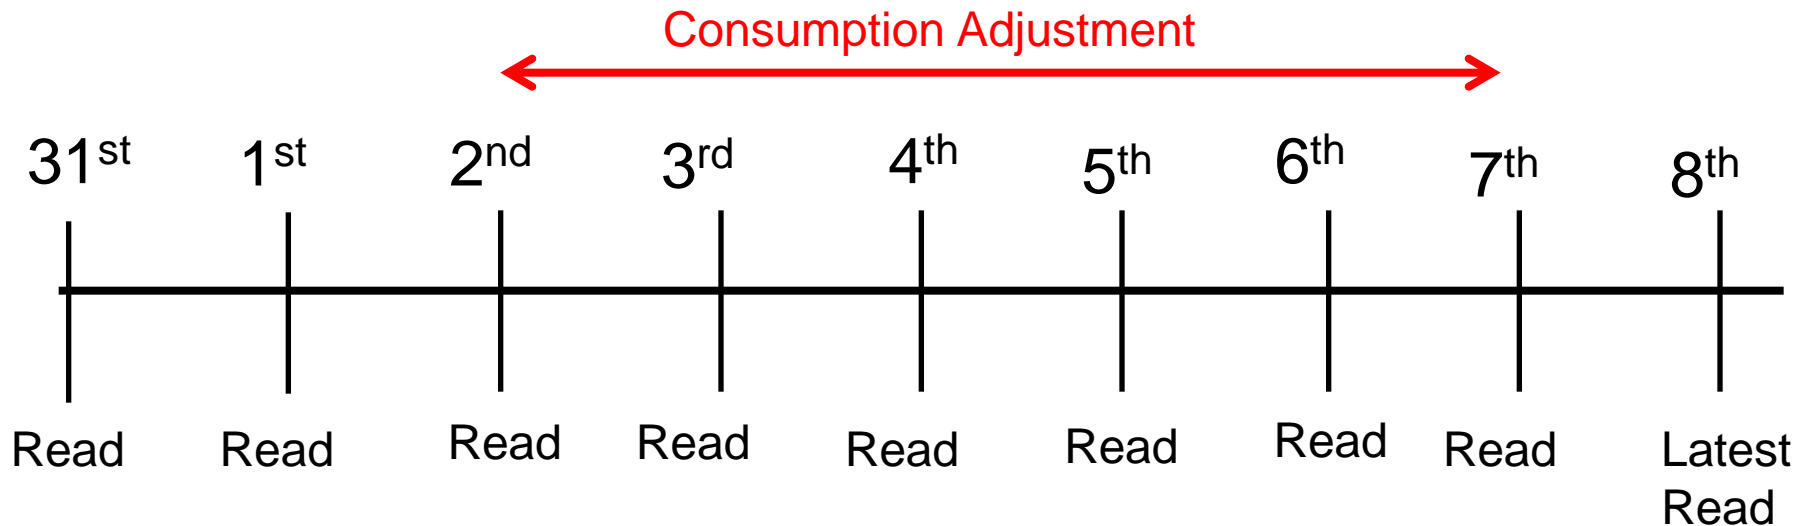 Consumption Adjustment
31st 1st 2nd 3rd 4th 5th 6th 7th 8th
Read Read Read Read Read Read Read Read Latest
Read